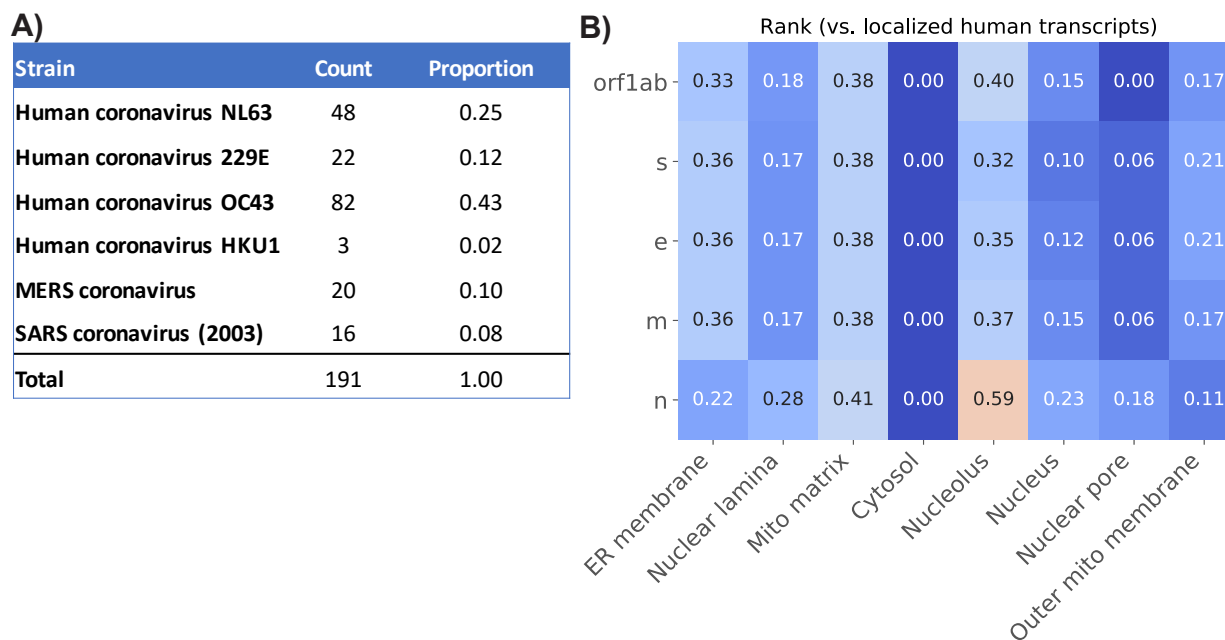 A)
Strain Count Proportion
Human coronavirus NL63 48 0.25
Human coronavirus 229E 22 0.12
Human coronavirus OC43 82 0.43
Human coronavirus HKU1 3 0.02
MERS coronavirus 20 0.10
SARS coronavirus (2003) 16 0.08
Total 191 1.00
B)
Rank (vs. localized human transcripts)
orf1ab 0.33 0.18 0.38 0.00 0.40 0.15 0.00 0.17
s 0.36 0.17 0.38 0.00 0.32 0.10 0.06 0.21
e 0.36 0.17 0.38 0.00 0.35 0.12 0.06 0.21
m 0.36 0.17 0.38 0.00 0.37 0.15 0.06 0.17
n 0.22 0.28 0.41 0.00 0.59 0.23 0.18 0.11
ER membrane
Nuclear lamina
Mito matrix
Cytosol
Nucleolus
Nucleus
Nuclear pore
Outer mito membrane